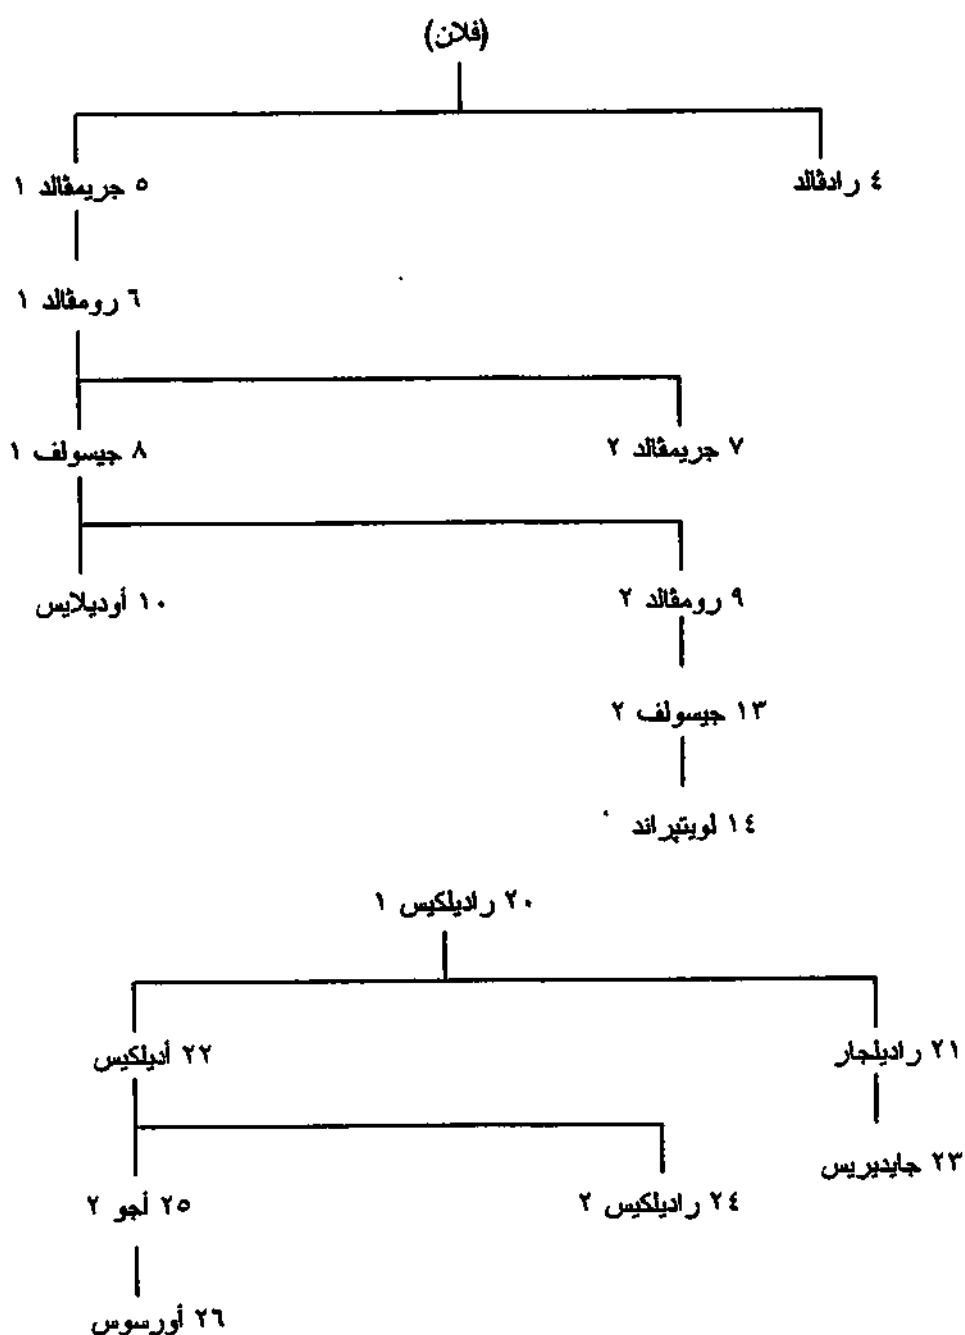 (فلان)
٤ رادڤالد
٥ جريمڤالد ١
٦ رومڤالد ١
٧ جريمڤالد ٢
٨ جيسولف ١
٩ رومڤالد ٢
١٠ أوديلايس
١٣ جيسولف ٢
١٤ لويتپراند
٢٠ راديلكيس ١
٢١ راديلجار
٢٢ أديلكيس
٢٣ جايديريس
٢٤ راديلكيس ٢
٢٥ أجو ٢
٢٦ أورسوس